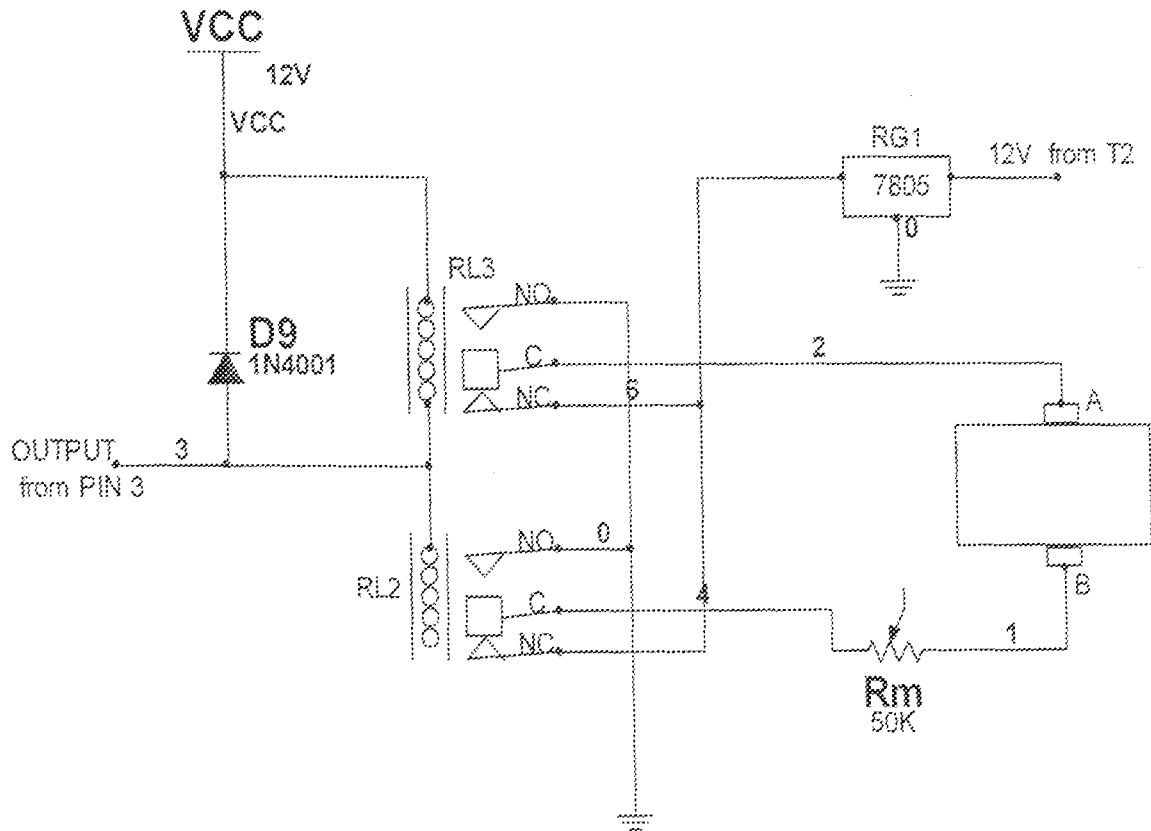 VCC
12V
VCC
RG1
7805
12V from T2
0
RL3
NO
D9
1N4001
C
2
NC
5
A
OUTPUT
from PIN 3
3
NO
0
RL2
C
4
B
NC
1
Rm
50K